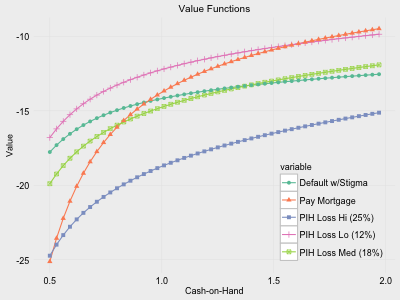 Value Functions
Value
-10
-15
-20
-25
variable
Default w/Stigma
Pay Mortgage
PIH Loss Hi (25%)
PIH Loss Lo (12%)
PIH Loss Med (18%)
0.5
1.0
1.5
2.0
Cash-on-Hand